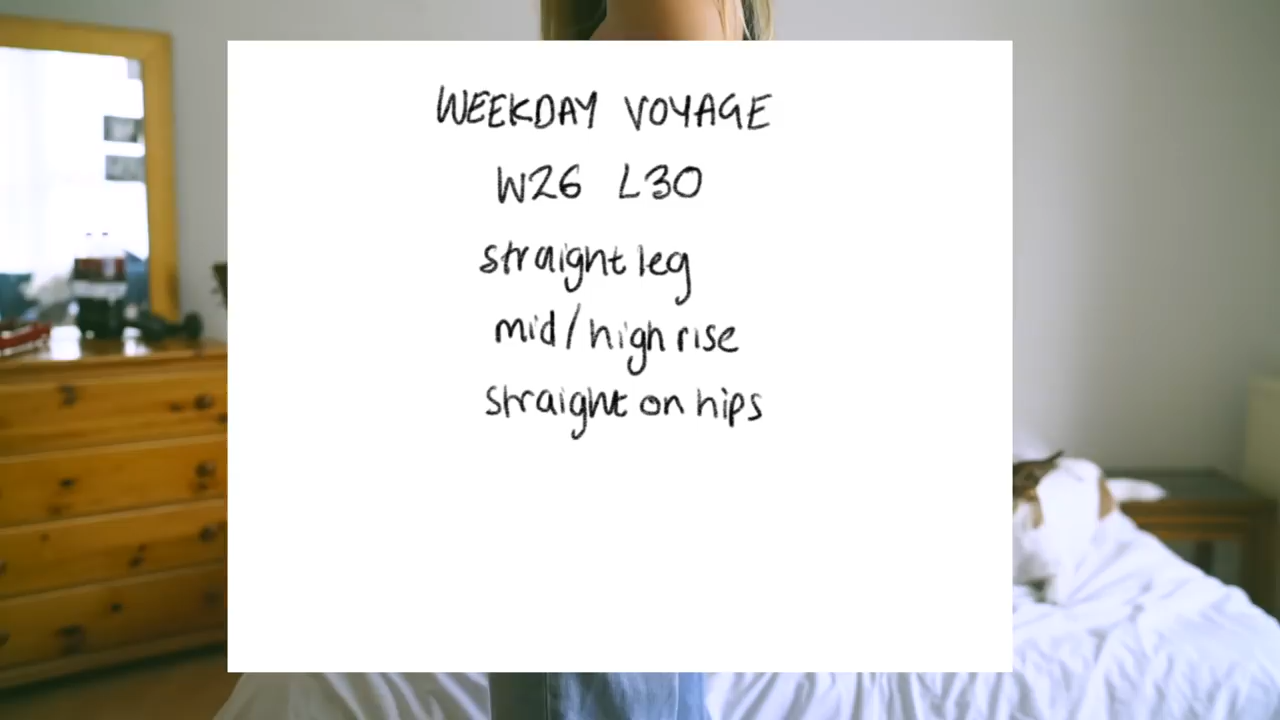 WEEKDAY VOYAGE
W26 L30
straight leg
mid/high rise
straight on hips